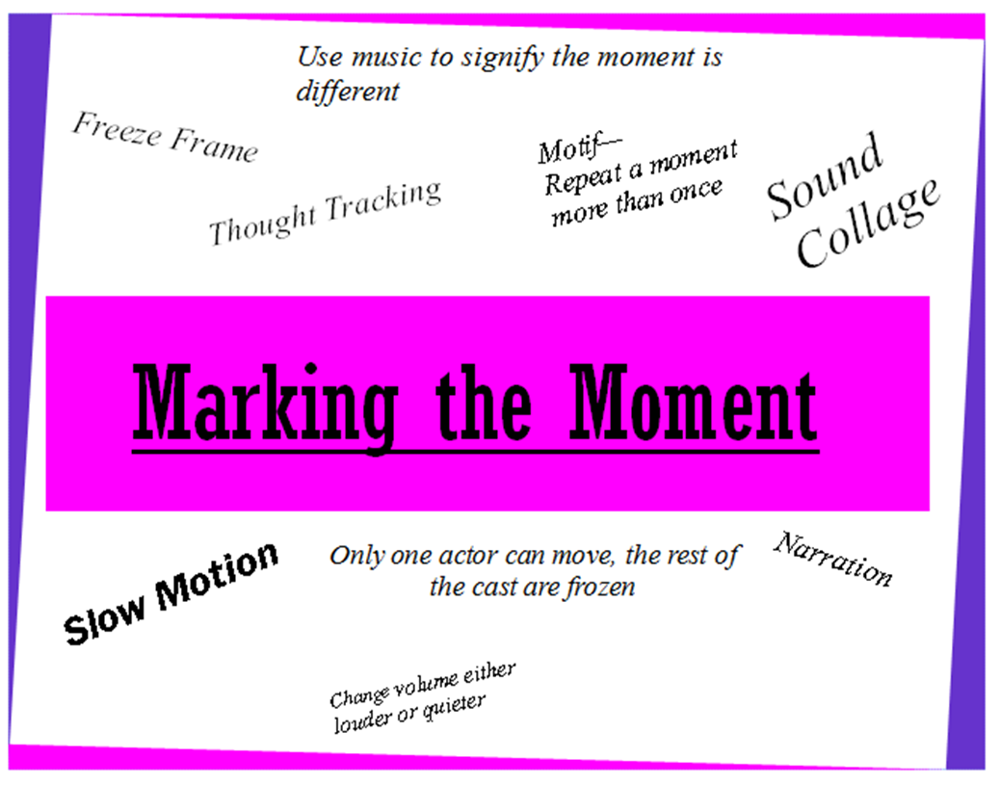 Use music to signify the moment is
different
Freeze Frame
Thought Tracking
Motif—
Repeat a moment
more than once
Sound
Collage
Marking the Moment
Slow Motion
Only one actor can move, the rest of
the cast are frozen
Narration
Change volume either
louder or quieter